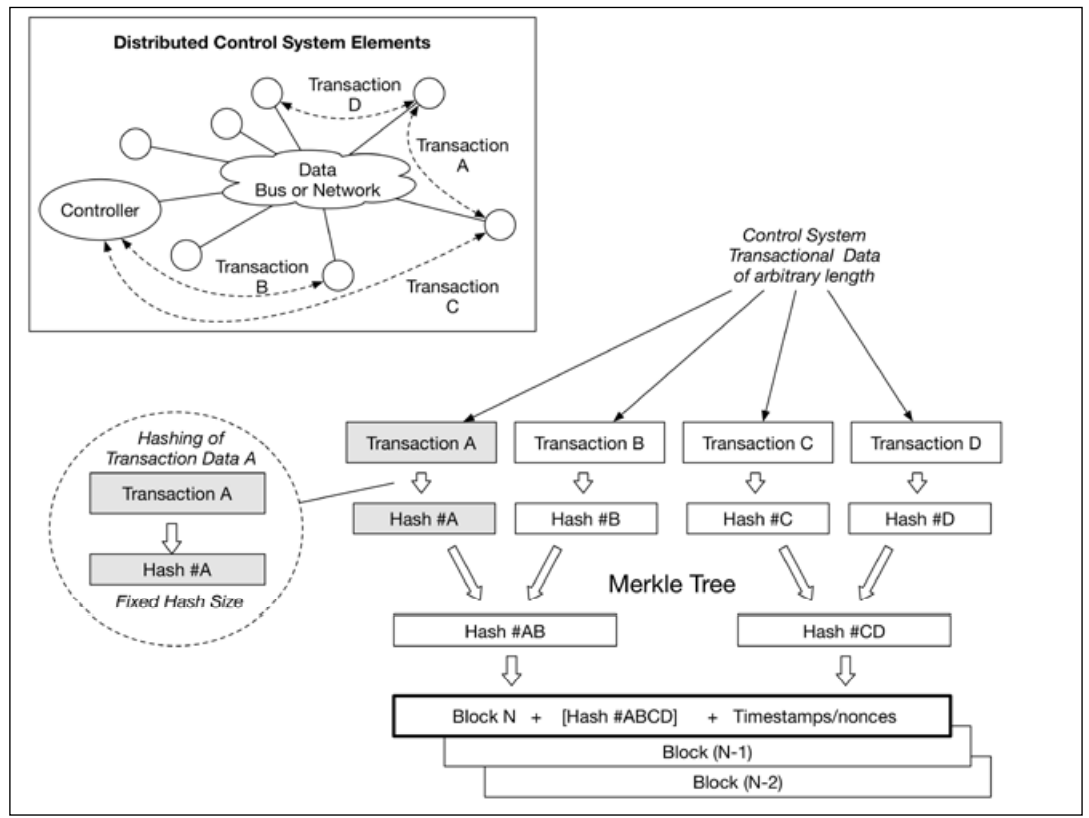 Distributed Control System Elements
Transaction
D
Transaction
A
Data
Bus or Network
Controller
Transaction
B
Transaction
C
Control System
Transactional Data
of arbitrary length
Hashing of
Transaction Data A
Transaction A
Hash #A
Fixed Hash Size
Transaction A
Transaction B
Transaction C
Transaction D
Hash #A
Hash #B
Hash #C
Hash #D
Merkle Tree
Hash #AB
Hash #CD
Block N + [Hash #ABCD] + Timestamps/nonces
Block (N-1)
Block (N-2)